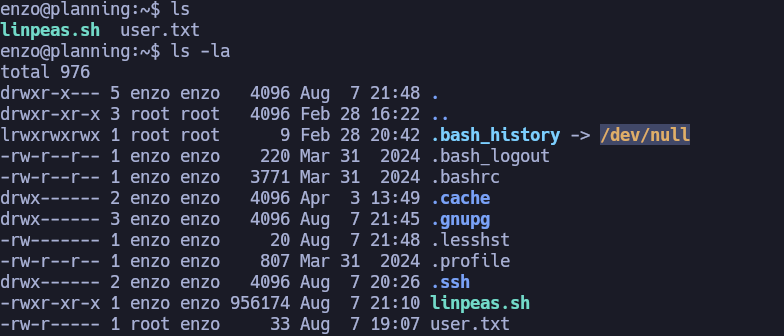 enzo@planning:~$ ls
linpeas.sh  user.txt
enzo@planning:~$ ls -la
total 976
drwxr-x--- 5 enzo enzo   4096 Aug  7 21:48 .
drwxr-xr-x 3 root root   4096 Feb 28 16:22 ..
lrwxrwxrwx 1 root root      9 Feb 28 20:42 .bash_history -> /dev/null
-rw-r--r-- 1 enzo enzo    220 Mar 31  2024 .bash_logout
-rw-r--r-- 1 enzo enzo   3771 Mar 31  2024 .bashrc
drwx------ 2 enzo enzo   4096 Apr  3 13:49 .cache
drwx------ 3 enzo enzo   4096 Aug  7 21:45 .gnupg
-rw------- 1 enzo enzo     20 Aug  7 21:48 .lesshst
-rw-r--r-- 1 enzo enzo    807 Mar 31  2024 .profile
drwx------ 2 enzo enzo   4096 Aug  7 20:26 .ssh
-rwxr-xr-x 1 enzo enzo 956174 Aug  7 21:10 linpeas.sh
-rw-r----- 1 root enzo     33 Aug  7 19:07 user.txt